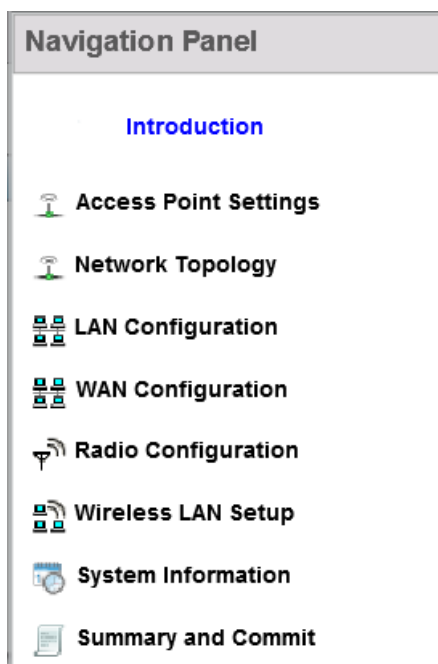 Navigation Panel
Introduction
Access Point Settings
Network Topology
LAN Configuration
WAN Configuration
Radio Configuration
Wireless LAN Setup
System Information
Summary and Commit